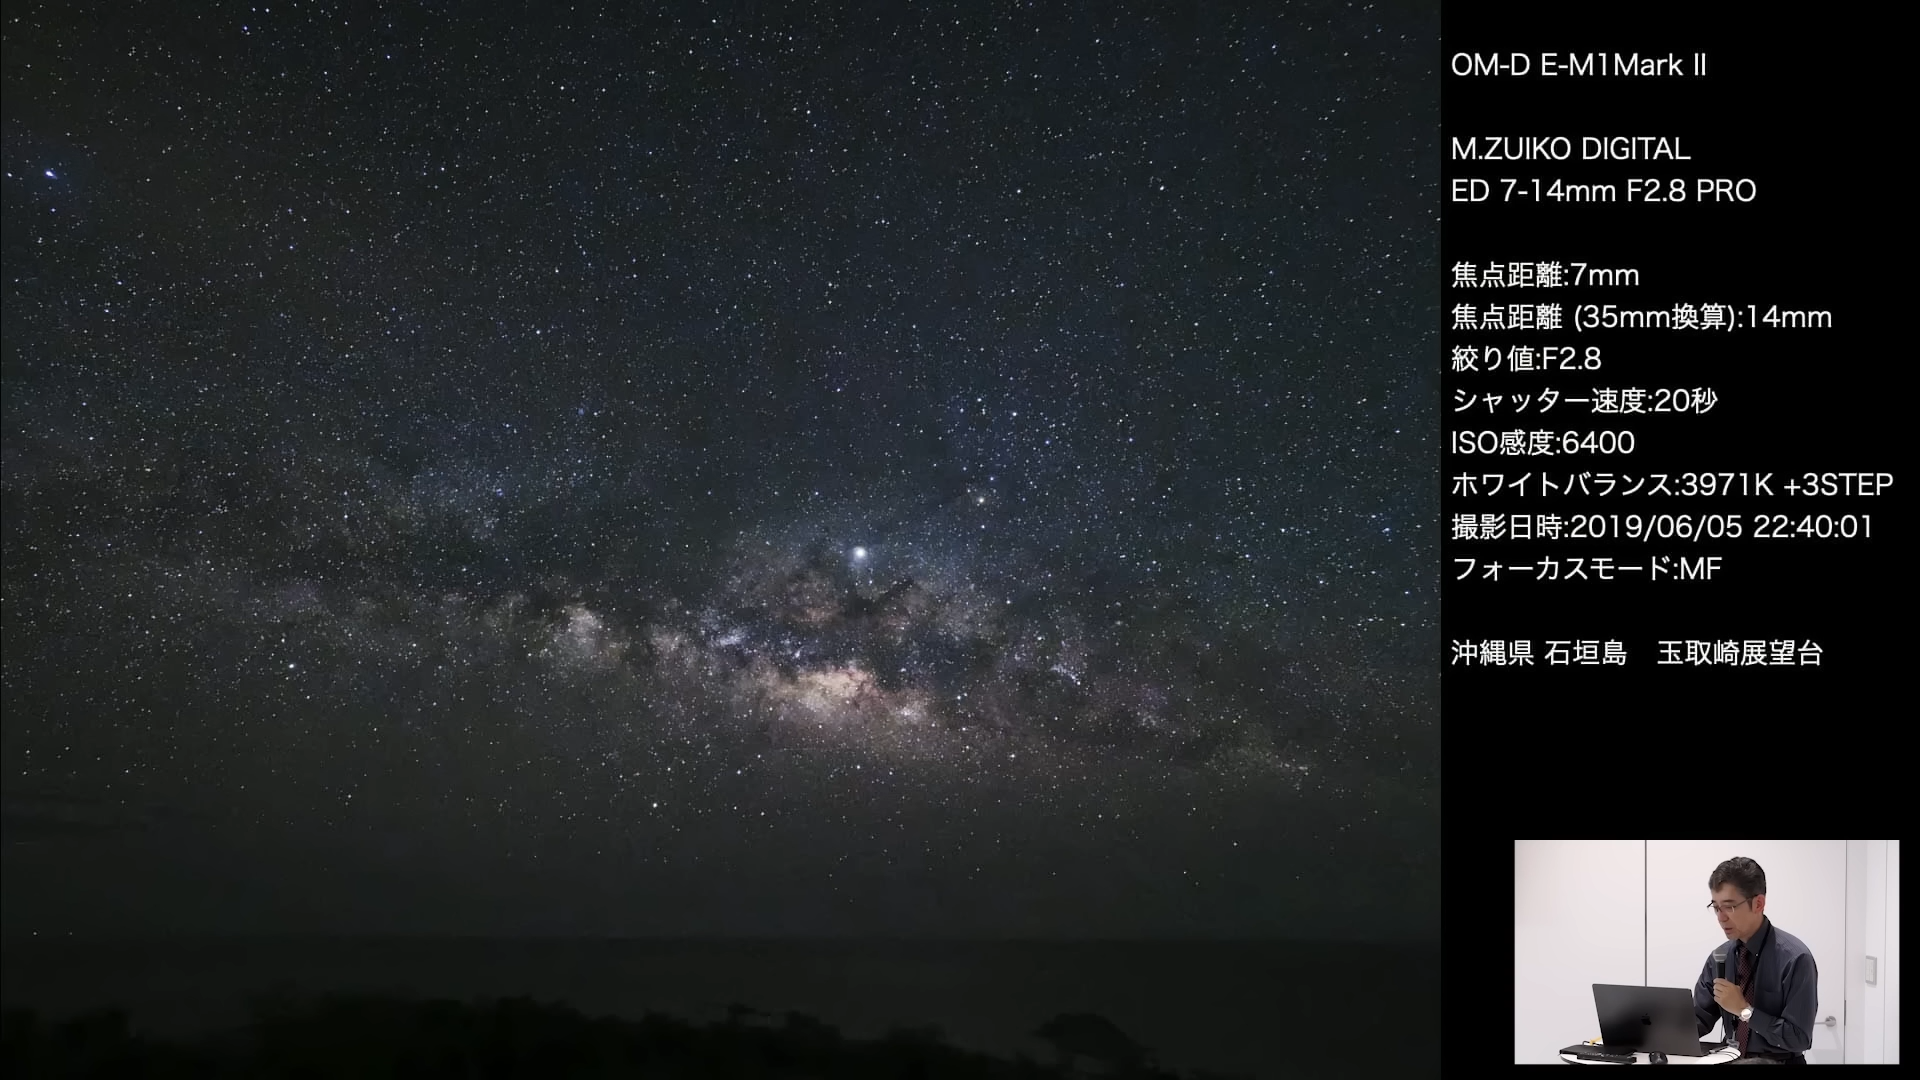 OM-D E-M1Mark II
M.ZUIKO DIGITAL
ED 7-14mm F2.8 PRO
焦点距離:7mm
焦点距離 (35mm換算):14mm
絞り値:F2.8
シャッター速度:20秒
ISO感度:6400
ホワイトバランス:3971K +3STEP
撮影日時:2019/06/05 22:40:01
フォーカスモード:MF
沖縄県 石垣島　玉取崎展望台